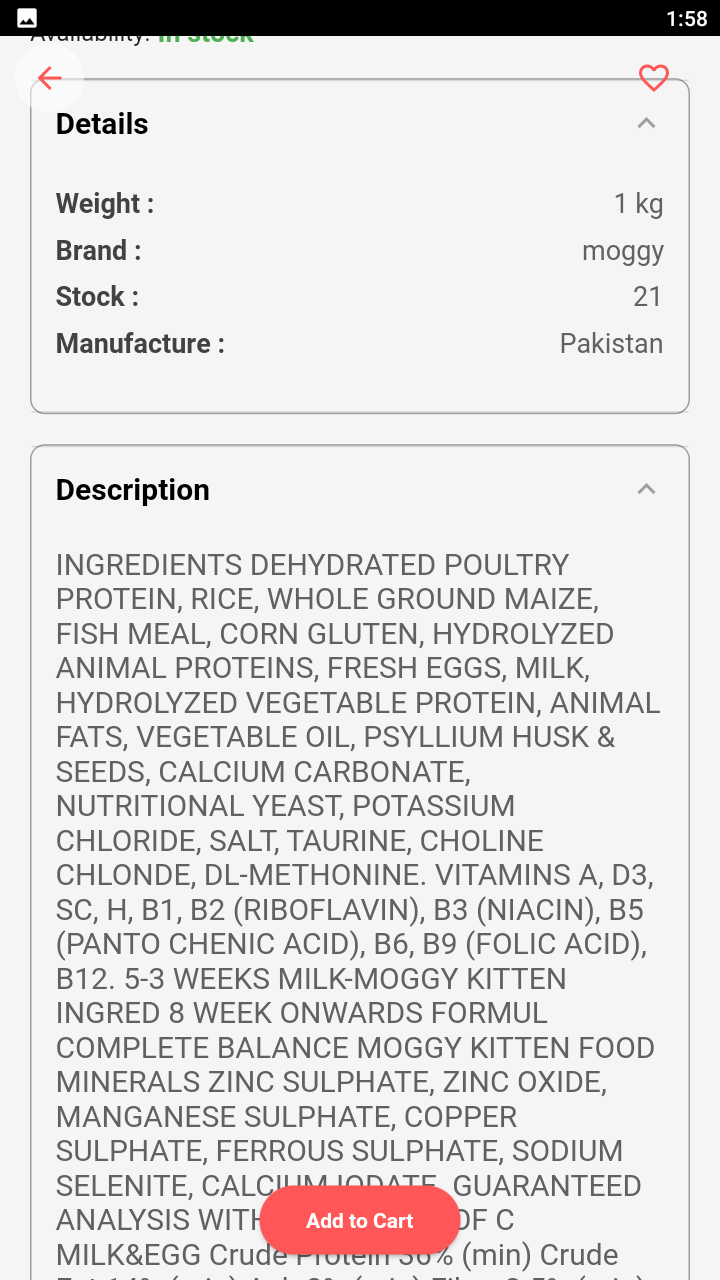 1:58
Availability: In stock
Details
Weight : 1 kg
Brand : moggy
Stock : 21
Manufacture : Pakistan
Description
INGREDIENTS DEHYDRATED POULTRY
PROTEIN, RICE, WHOLE GROUND MAIZE,
FISH MEAL, CORN GLUTEN, HYDROLYZED
ANIMAL PROTEINS, FRESH EGGS, MILK,
HYDROLYZED VEGETABLE PROTEIN, ANIMAL
FATS, VEGETABLE OIL, PSYLLIUM HUSK &
SEEDS, CALCIUM CARBONATE,
NUTRITIONAL YEAST, POTASSIUM
CHLORIDE, SALT, TAURINE, CHOLINE
CHLONDE, DL-METHONINE. VITAMINS A, D3,
SC, H, B1, B2 (RIBOFLAVIN), B3 (NIACIN), B5
(PANTO CHENIC ACID), B6, B9 (FOLIC ACID),
B12. 5-3 WEEKS MILK-MOGGY KITTEN
INGRED 8 WEEK ONWARDS FORMUL
COMPLETE BALANCE MOGGY KITTEN FOOD
MINERALS ZINC SULPHATE, ZINC OXIDE,
MANGANESE SULPHATE, COPPER
SULPHATE, FERROUS SULPHATE, SODIUM
SELENITE, CALCIUM IODATE, GUARANTEED
ANALYSIS WITH OF C
Add to Cart
MILK&EGG Crude Protein 36% (min) Crude